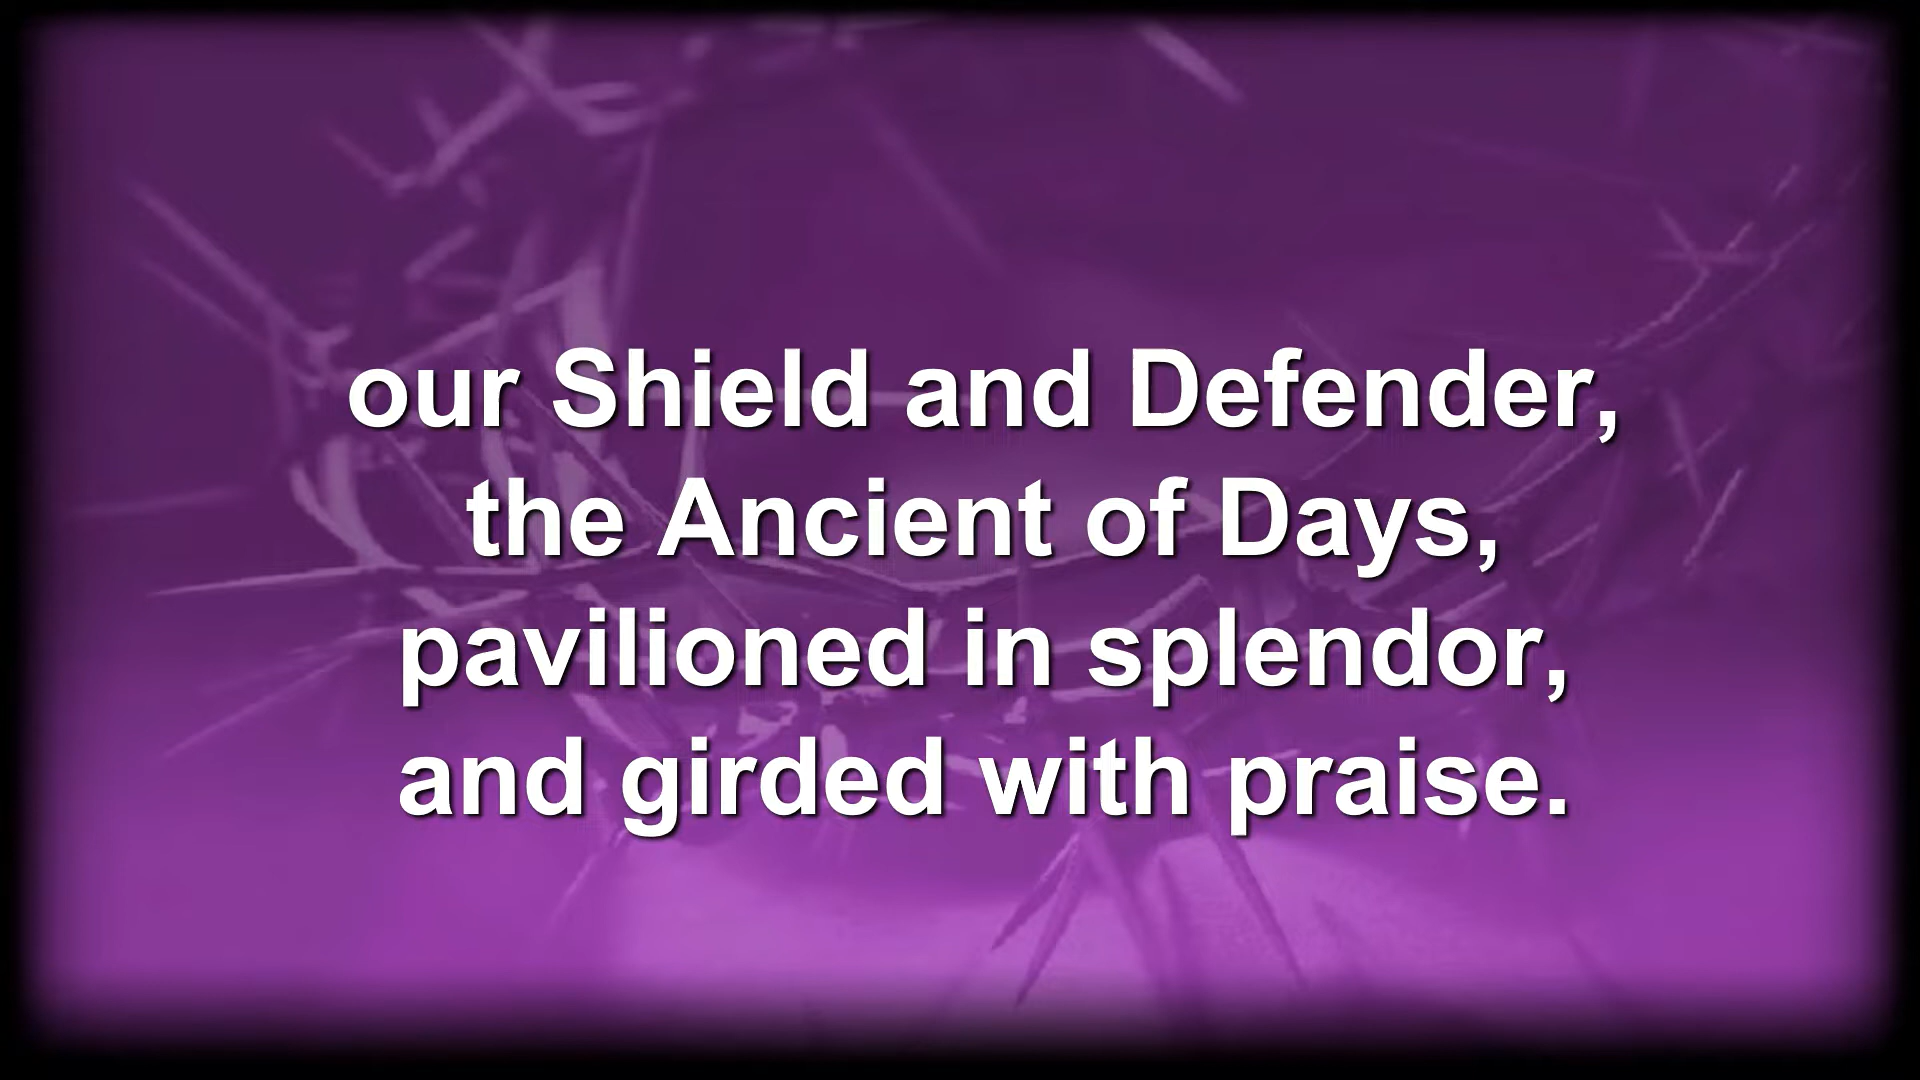 our Shield and Defender,
the Ancient of Days,
pavilioned in splendor,
and girded with praise.